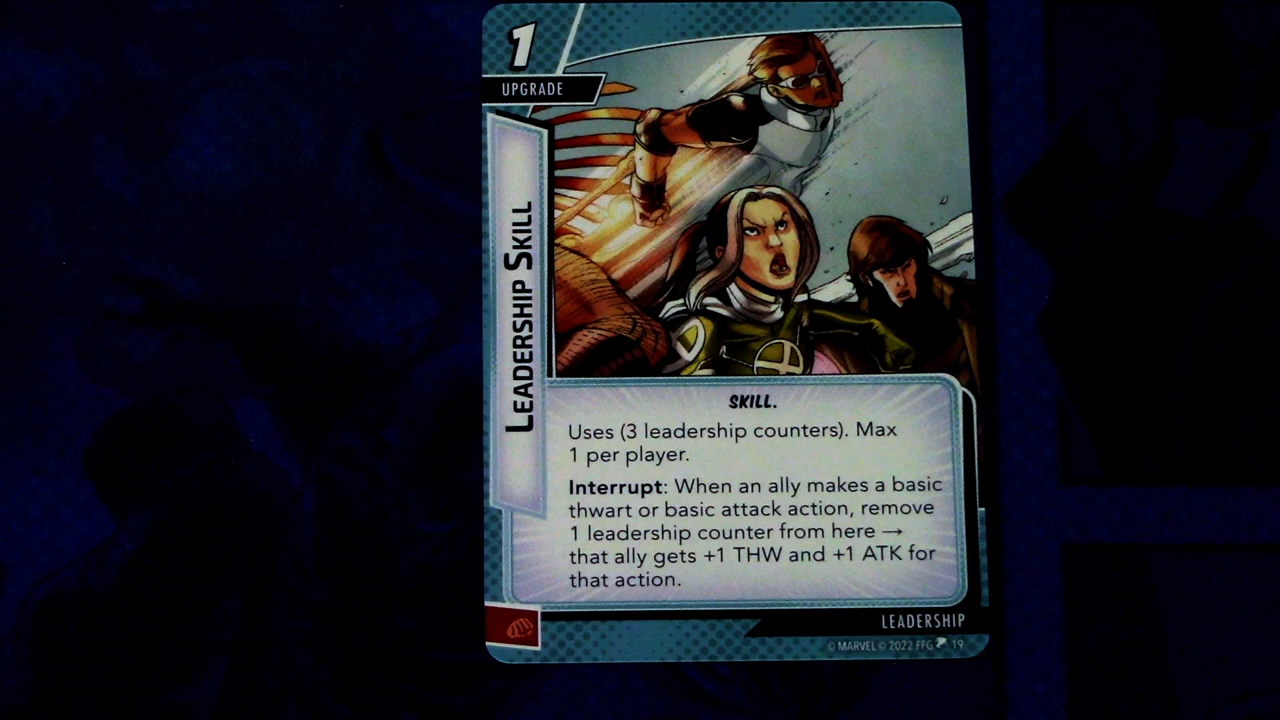 1
UPGRADE
LEADERSHIP SKILL
SKILL.
Uses (3 leadership counters). Max
1 per player.
Interrupt: When an ally makes a basic
thwart or basic attack action, remove
1 leadership counter from here →
that ally gets +1 THW and +1 ATK for
that action.
LEADERSHIP
© MARVEL © 2022 FFG 19